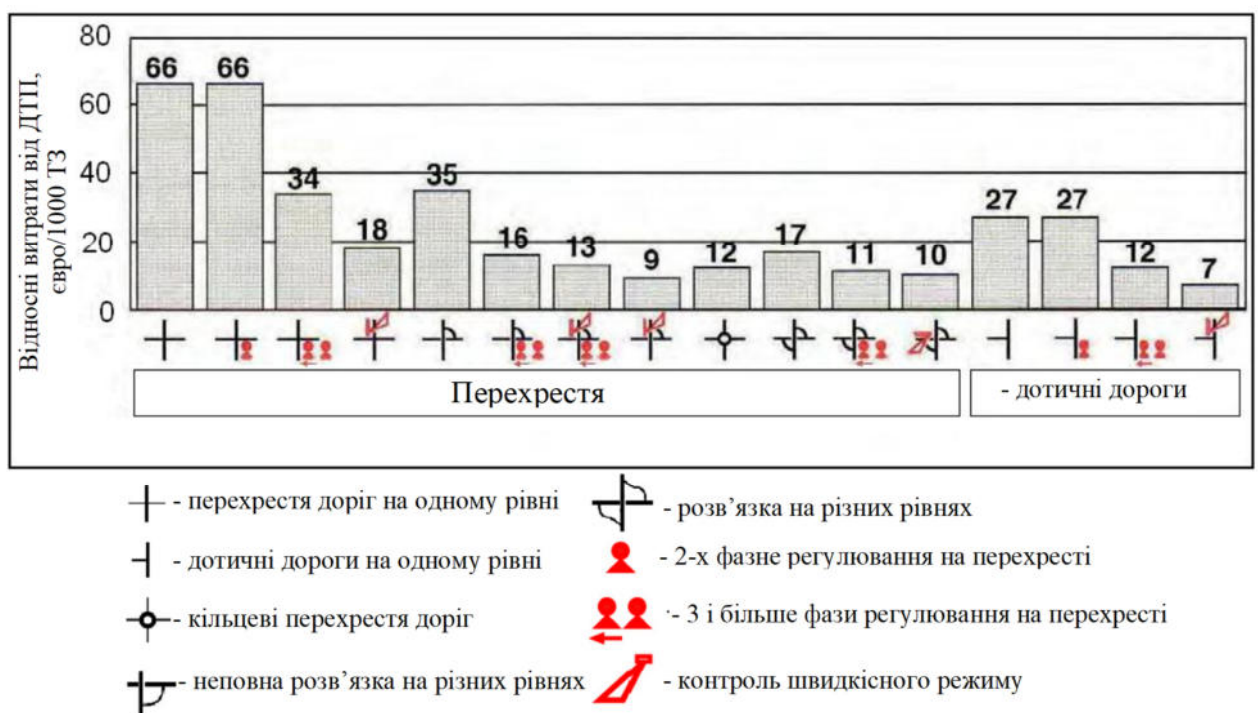 Відносні витрати від ДТП,
євро/1000 ТЗ
80
60
40
20
0
66
66
34
18
35
16
13
9
12
17
11
10
27
27
12
7
Перехрестя
- дотичні дороги
- перехрестя доріг на одному рівні
- розв’язка на різних рівнях
- дотичні дороги на одному рівні
- 2-х фазне регулювання на перехресті
- кільцеві перехрестя доріг
- 3 і більше фази регулювання на перехресті
- неповна розв’язка на різних рівнях
- контроль швидкісного режиму